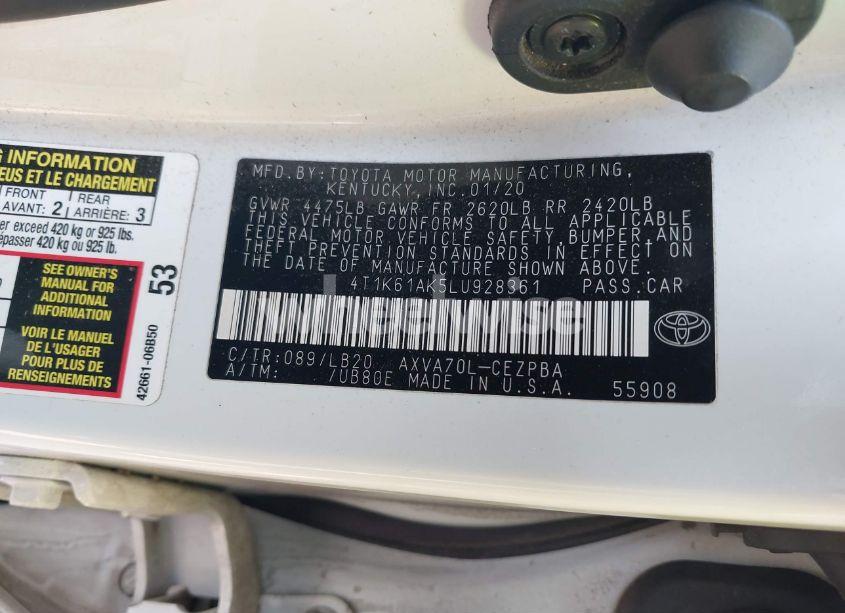 G INFORMATION
EUS ET LE CHARGEMENT
FRONT
AVANT: 2
REAR
ARRIÈRE: 3
er exceed 420 kg or 925 lbs.
épasser 420 kg ou 925 lb.
SEE OWNER'S
MANUAL FOR
ADDITIONAL
INFORMATION
VOIR LE MANUEL
DE L'USAGER
POUR PLUS DE
RENSEIGNEMENTS
53
42661-06B50
MFD.BY:TOYOTA MOTOR MANUFACTURING,
KENTUCKY,INC.01/20
GVWR 4475LB GAWR FR 2620LB RR 2420LB
THIS VEHICLE CONFORMS TO ALL APPLICABLE
FEDERAL MOTOR VEHICLE SAFETY,BUMPER,AND
THEFT PREVENTION STANDARDS IN EFFECT ON
THE DATE OF MANUFACTURE SHOWN ABOVE.
4T1K61AK5LU928361 PASS.CAR
wheelwise
C/TR:089/LB20 AXVA70L-CEZPBA
A/TM: /UB80E MADE IN U.S.A. 55908